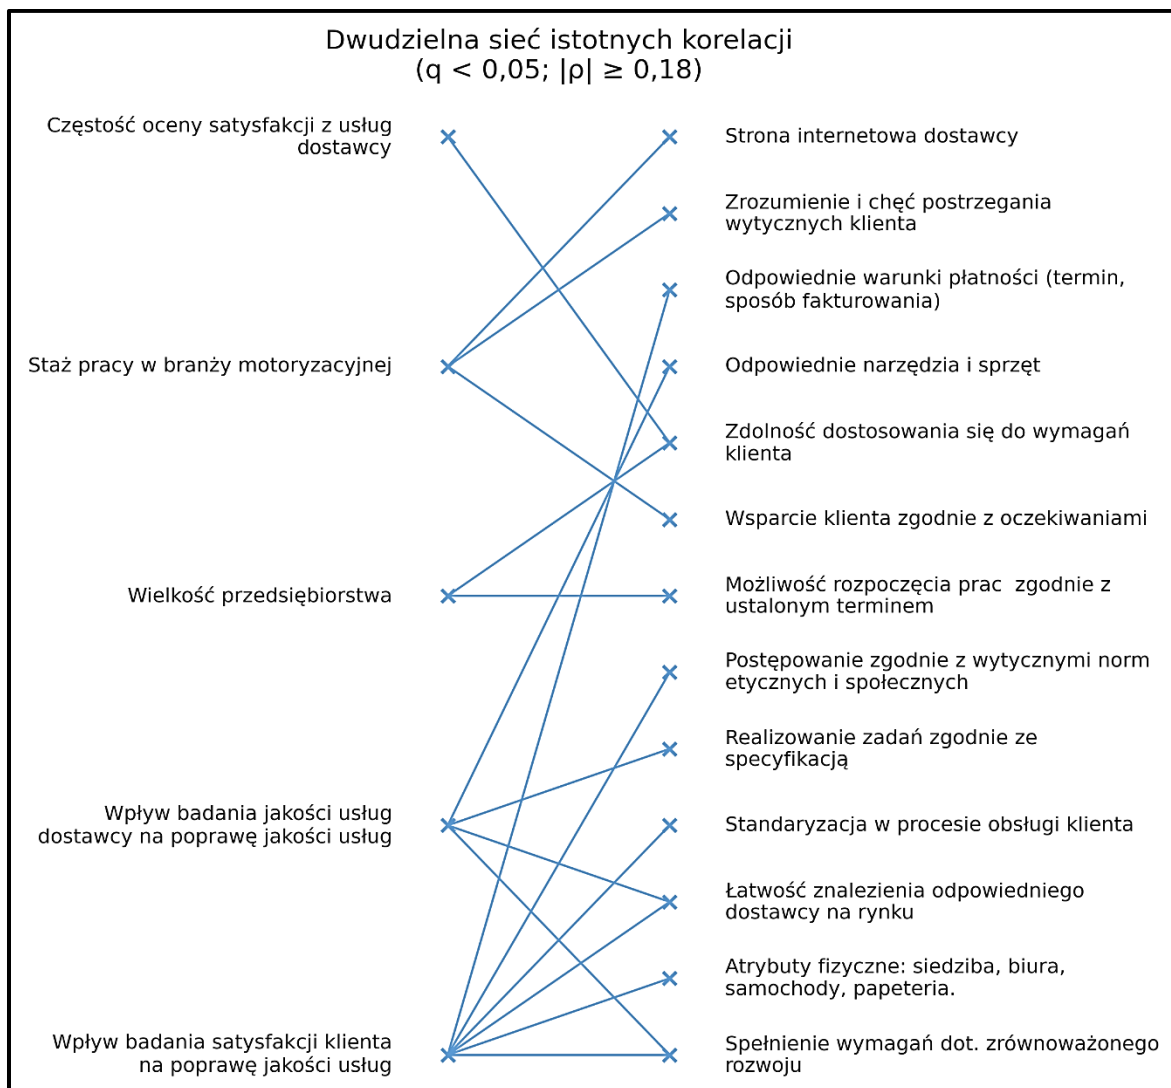 Dwudzielna sieć istotnych korelacji
(q < 0,05; |ρ| ≥ 0,18)
Częstość oceny satysfakcji z usług
dostawcy
Staż pracy w branży motoryzacyjnej
Wielkość przedsiębiorstwa
Wpływ badania jakości usług
dostawcy na poprawę jakości usług
Wpływ badania satysfakcji klienta
na poprawę jakości usług
Strona internetowa dostawcy
Zrozumienie i chęć postrzegania
wytycznych klienta
Odpowiednie warunki płatności (termin,
sposób fakturowania)
Odpowiednie narzędzia i sprzęt
Zdolność dostosowania się do wymagań
klienta
Wsparcie klienta zgodnie z oczekiwaniami
Możliwość rozpoczęcia prac  zgodnie z
ustalonym terminem
Postępowanie zgodnie z wytycznymi norm
etycznych i społecznych
Realizowanie zadań zgodnie ze
specyfikacją
Standaryzacja w procesie obsługi klienta
Łatwość znalezienia odpowiedniego
dostawcy na rynku
Atrybuty fizyczne: siedziba, biura,
samochody, papeteria.
Spełnienie wymagań dot. zrównoważonego
rozwoju